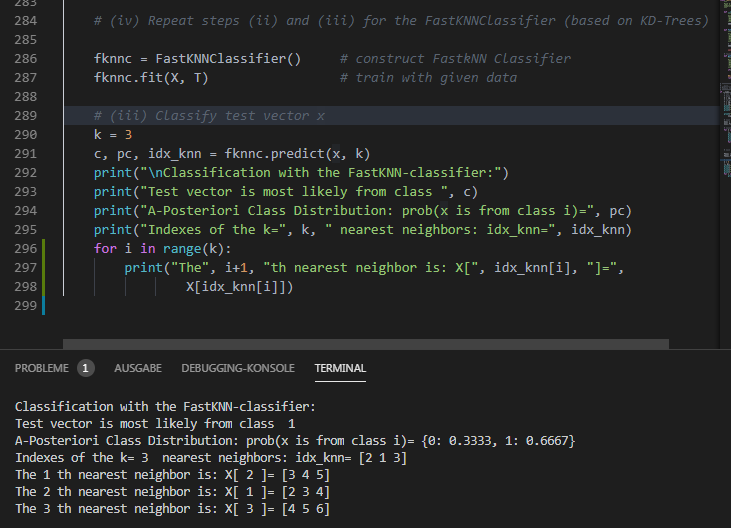 283
284 # (iv) Repeat steps (ii) and (iii) for the FastKNNClassifier (based on KD-Trees)
285
286 fknnc = FastKNNClassifier()     # construct FastkNN Classifier
287 fknnc.fit(X, T)                 # train with given data
288
289 # (iii) Classify test vector x
290 k = 3
291 c, pc, idx_knn = fknnc.predict(x, k)
292 print("\nClassification with the FastKNN-classifier:")
293 print("Test vector is most likely from class ", c)
294 print("A-Posteriori Class Distribution: prob(x is from class i)=", pc)
295 print("Indexes of the k=", k, " nearest neighbors: idx_knn=", idx_knn)
296 for i in range(k):
297     print("The", i+1, "th nearest neighbor is: X[", idx_knn[i], "]=",
298             X[idx_knn[i]])
299
PROBLEME 1 AUSGABE DEBUGGING-KONSOLE TERMINAL
Classification with the FastKNN-classifier:
Test vector is most likely from class  1
A-Posteriori Class Distribution: prob(x is from class i)= {0: 0.3333, 1: 0.6667}
Indexes of the k= 3  nearest neighbors: idx_knn= [2 1 3]
The 1 th nearest neighbor is: X[ 2 ]= [3 4 5]
The 2 th nearest neighbor is: X[ 1 ]= [2 3 4]
The 3 th nearest neighbor is: X[ 3 ]= [4 5 6]